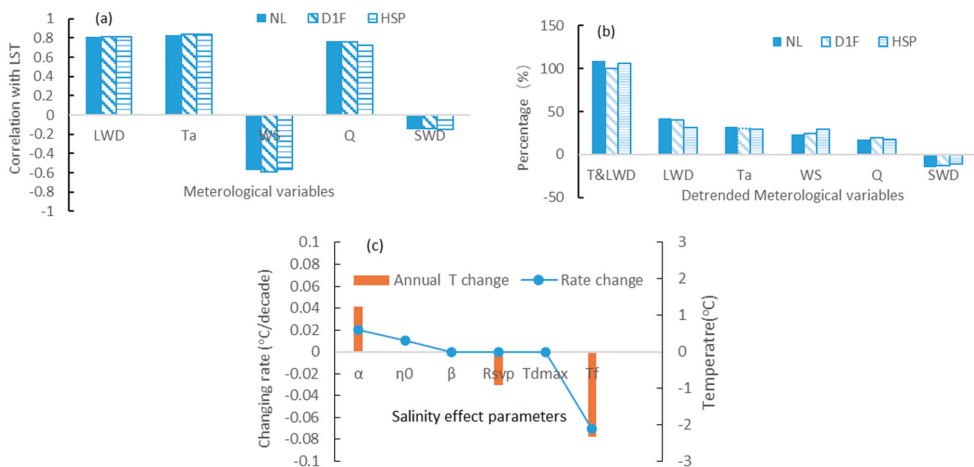 (a)
NL D1F HSP
1
0.8
0.6
0.4
0.2
0
-0.2
-0.4
-0.6
-0.8
-1
Correlation with LST
LWD Ta WS Q SWD
Meterological variables
(b)
NL D1F HSP
150
100
50
0
-50
Percentage (%)
T&LWD LWD Ta WS Q SWD
Detrended Meterological variables
(c)
Annual T change Rate change
0.1
0.08
0.06
0.04
0.02
0
-0.02
-0.04
-0.06
-0.08
-0.1
Changing rate (°C/decade)
3
2
1
0
-1
-2
-3
Temperatre(°C)
α η0 β Rsvp Tdmax Tf
Salinity effect parameters